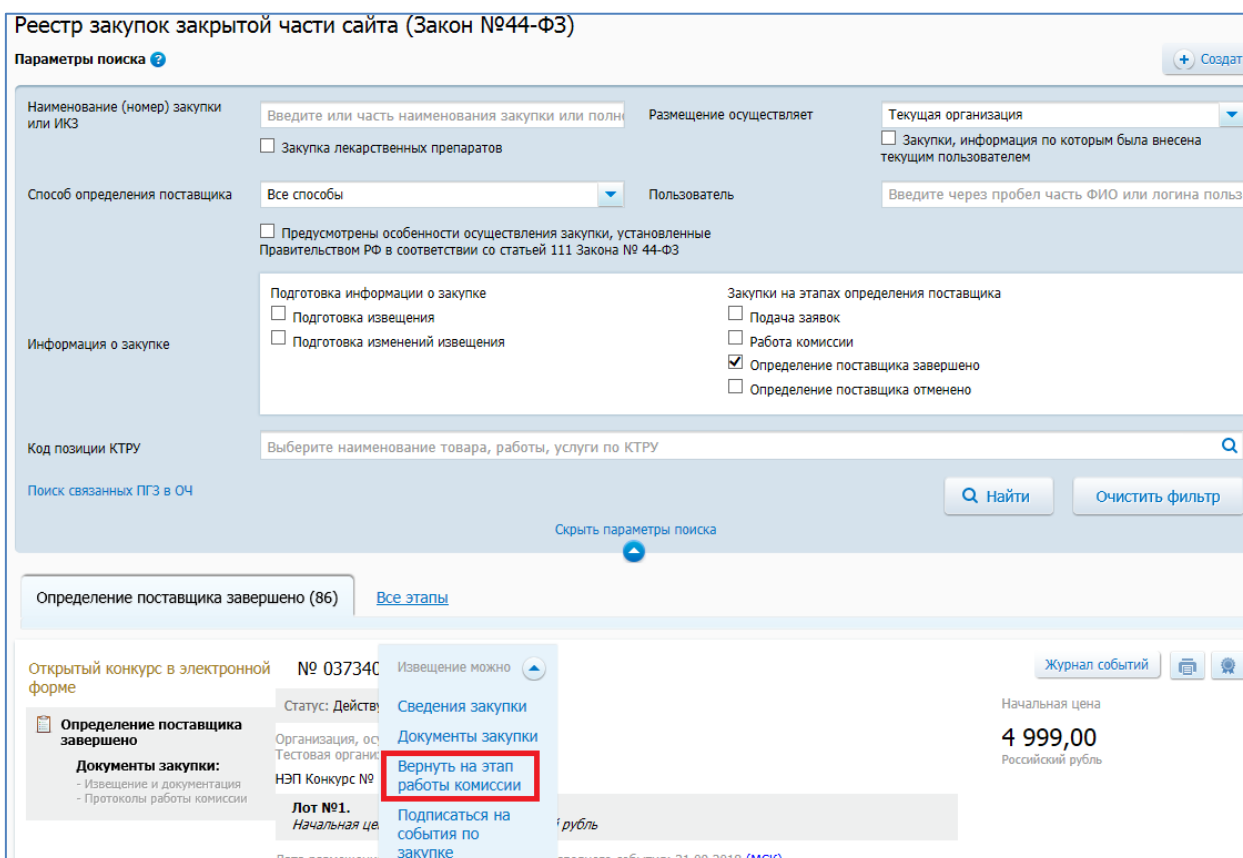 Реестр закупок закрытой части сайта (Закон №44-ФЗ)
Параметры поиска ?
Создат
Наименование (номер) закупки
или ИКЗ
Введите или часть наименования закупки или полн
Размещение осуществляет
Текущая организация
Закупка лекарственных препаратов
Закупки, информация по которым была внесена
текущим пользователем
Способ определения поставщика
Все способы
Пользователь
Введите через пробел часть ФИО или логина польз
Предусмотрены особенности осуществления закупки, установленные
Правительством РФ в соответствии со статьей 111 Закона № 44-ФЗ
Информация о закупке
Подготовка информации о закупке
Подготовка извещения
Подготовка изменений извещения
Закупки на этапах определения поставщика
Подача заявок
Работа комиссии
Определение поставщика завершено
Определение поставщика отменено
Код позиции КТРУ
Выберите наименование товара, работы, услуги по КТРУ
Поиск связанных ПГЗ в ОЧ
Найти
Очистить фильтр
Скрыть параметры поиска
Определение поставщика завершено (86)
Все этапы
Открытый конкурс в электронной
форме
Определение поставщика
завершено
Документы закупки:
- Извещение и документация
- Протоколы работы комиссии
№ 037340
Статус: Действу
Организация, ос
Тестовая органи
НЭП Конкурс №
Лот №1.
Начальная це
рубль
Извещение можно
Сведения закупки
Документы закупки
Вернуть на этап
работы комиссии
Подписаться на
события по
закупке
Журнал событий
Начальная цена
4 999,00
Российский рубль
(МСК)